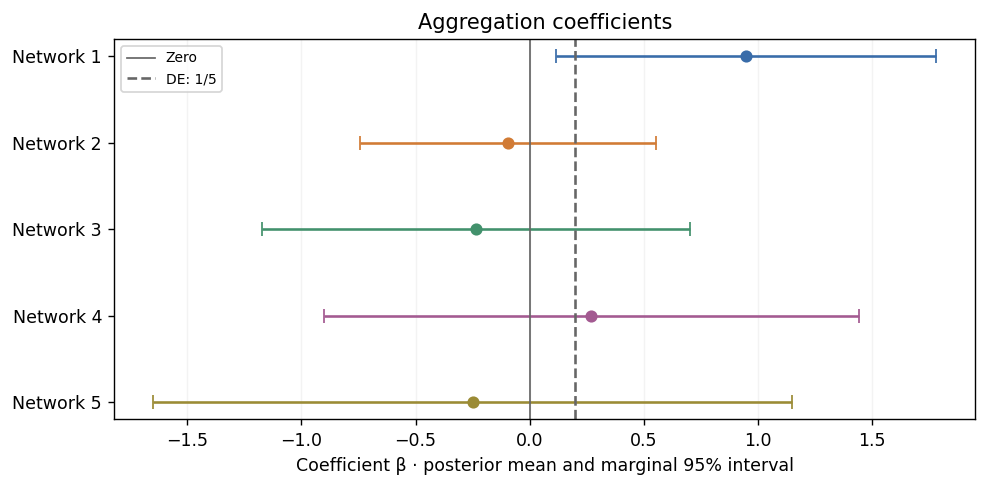 Aggregation coefficients
Zero
DE: 1/5
Network 1
Network 2
Network 3
Network 4
Network 5
−1.5 −1.0 −0.5 0.0 0.5 1.0 1.5
Coefficient β · posterior mean and marginal 95% interval